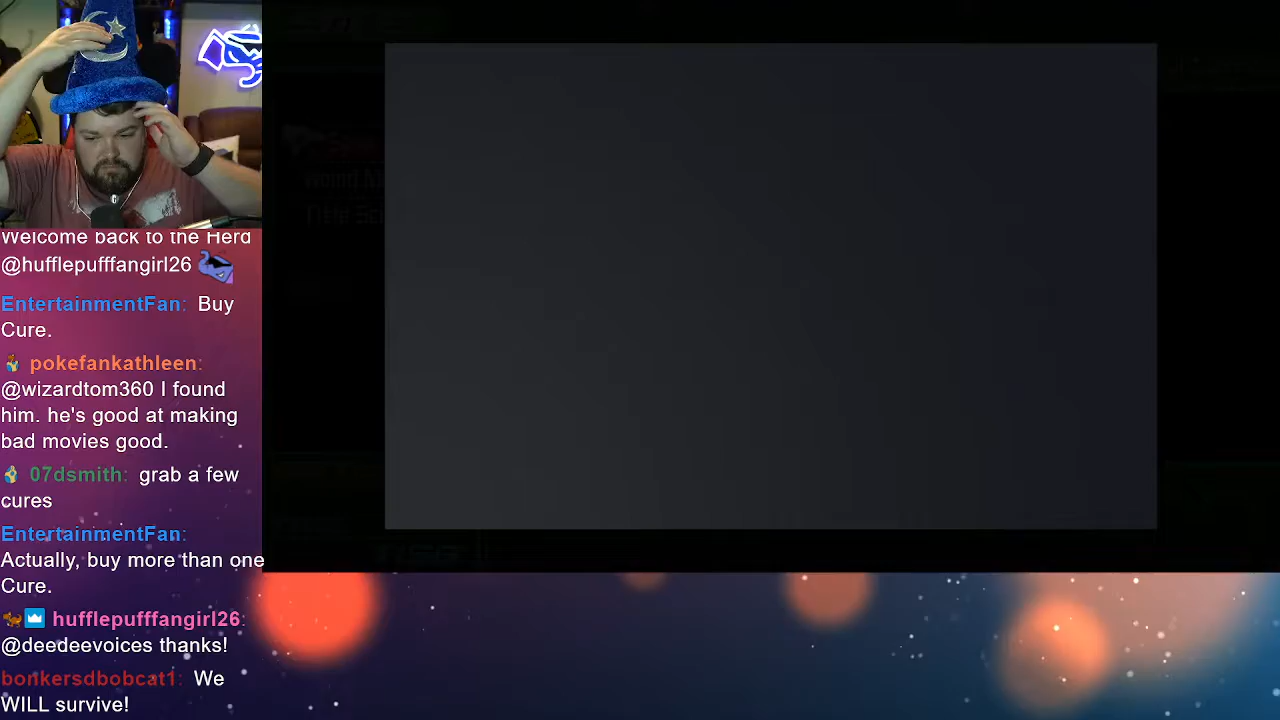 Welcome back to the Herd
@hufflepufffangirl26
EntertainmentFan: Buy
Cure.
pokefankathleen:
@wizardtom360 I found
him. he's good at making
bad movies good.
07dsmith: grab a few
cures
EntertainmentFan:
Actually, buy more than one
Cure.
hufflepufffangirl26:
@deedeevoices thanks!
bonkersdbobcat1: We
WILL survive!